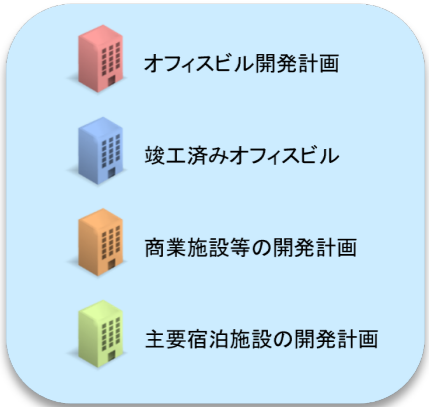 オフィスビル開発計画
竣工済みオフィスビル
商業施設等の開発計画
主要宿泊施設の開発計画